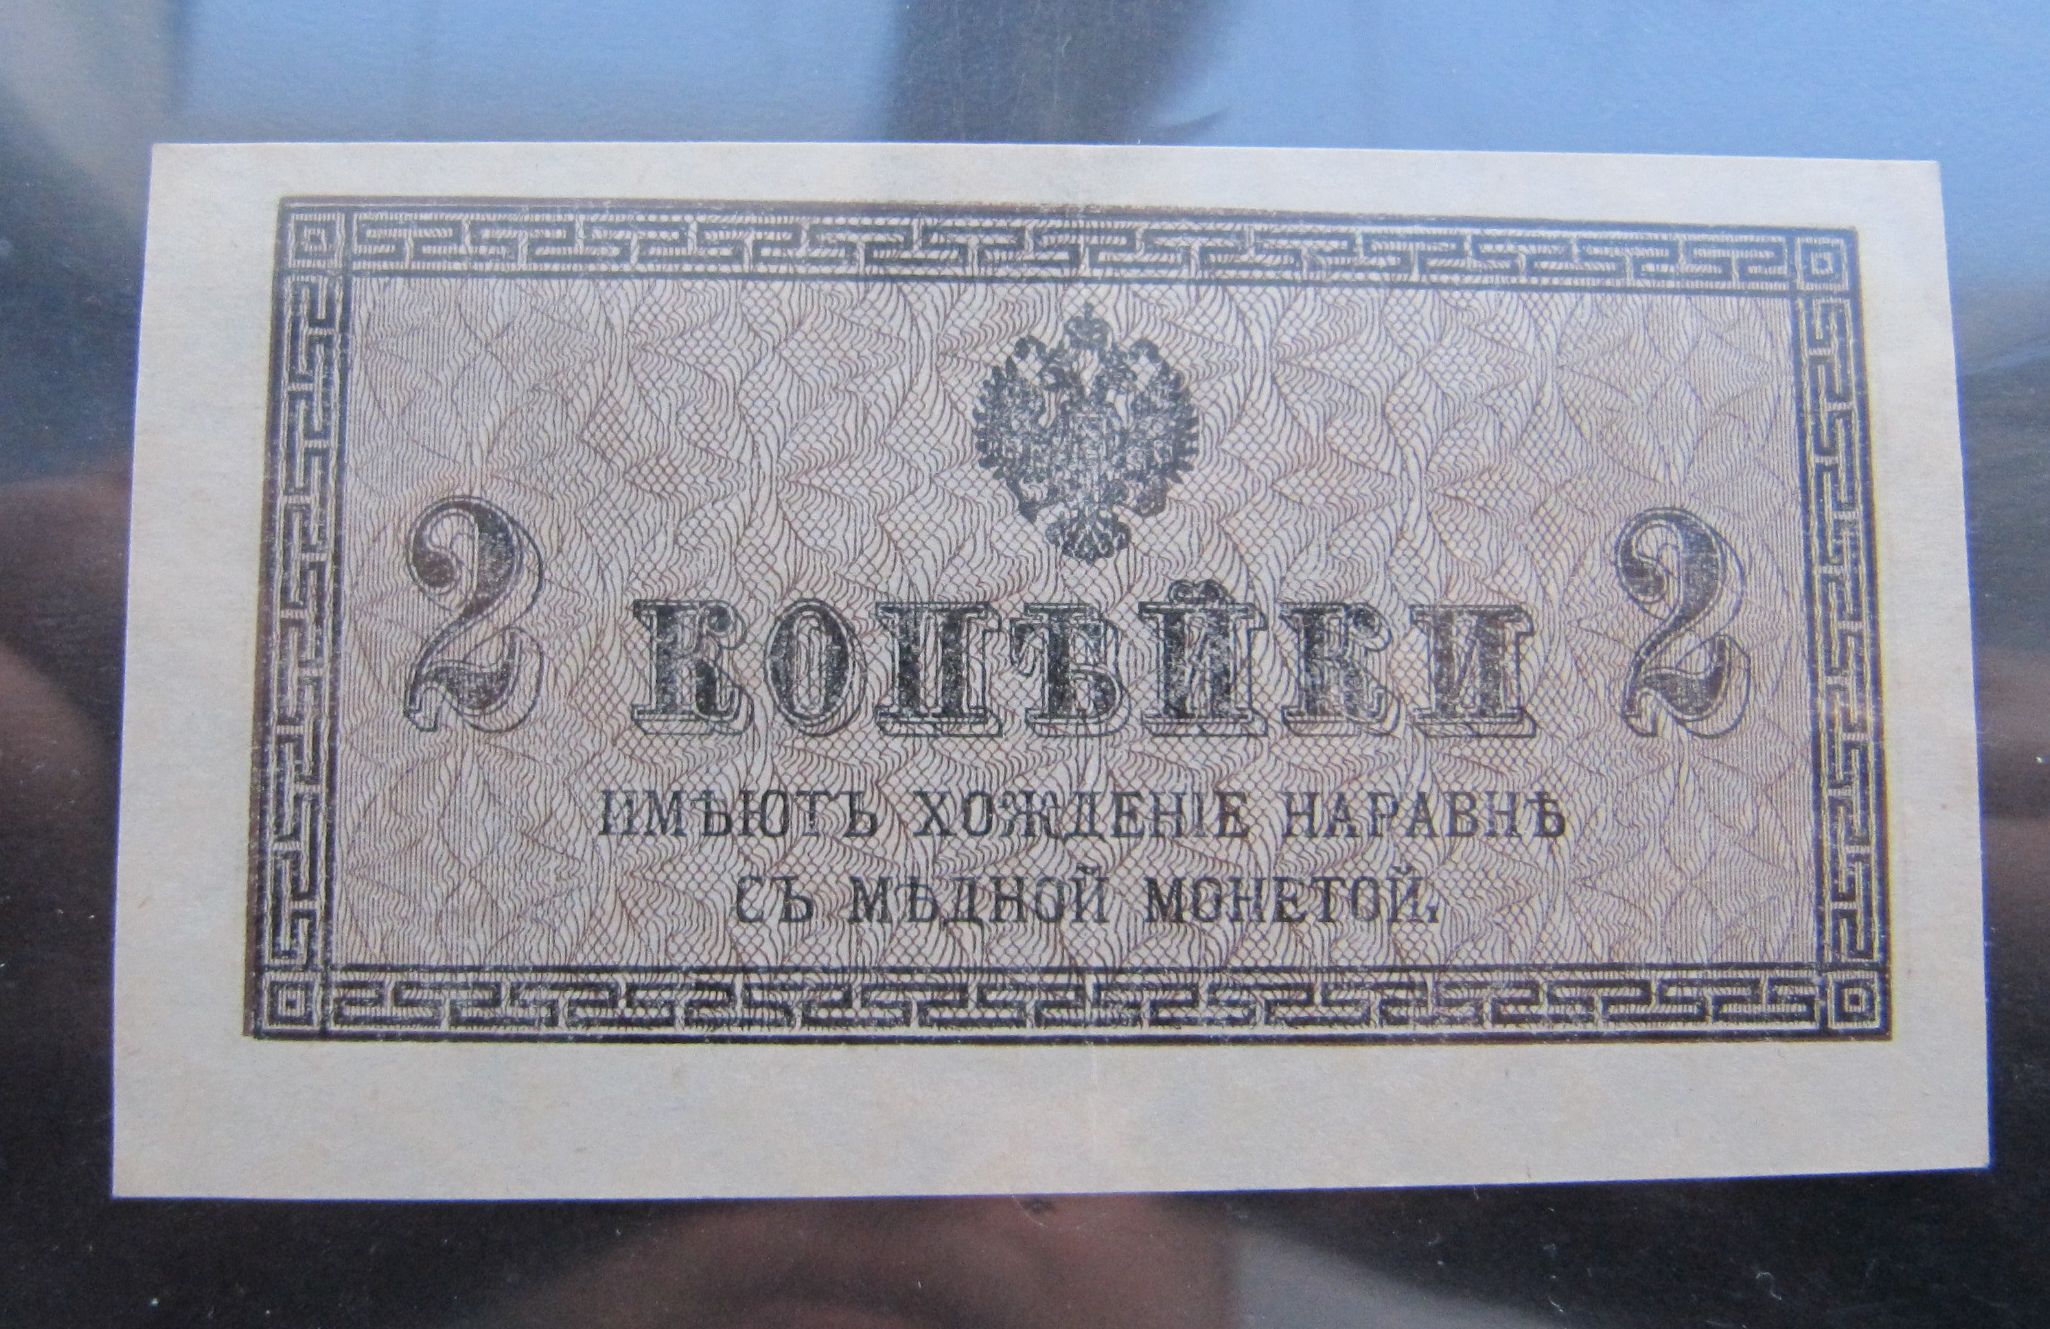 2 КОПѢЙКИ 2
ИМѢЮТЪ ХОЖДЕНІЕ НАРАВНѢ
СЪ МѢДНОЙ МОНЕТОЙ.